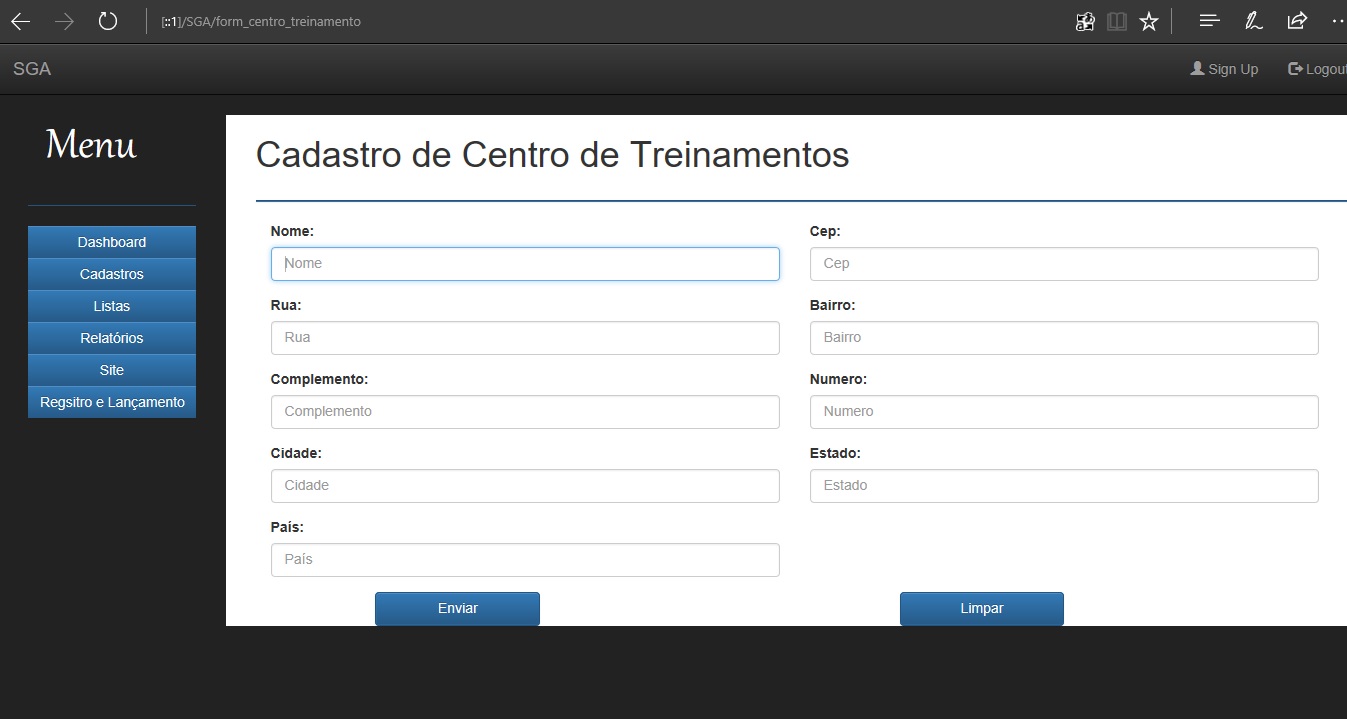 [::1]/SGA/form_centro_treinamento
SGA
Sign Up
Logout
Menu
Cadastro de Centro de Treinamentos
Dashboard
Cadastros
Listas
Relatórios
Site
Regsitro e Lançamento
Nome:
Nome
Cep:
Cep
Rua:
Rua
Bairro:
Bairro
Complemento:
Complemento
Numero:
Numero
Cidade:
Cidade
Estado:
Estado
País:
País
Enviar
Limpar